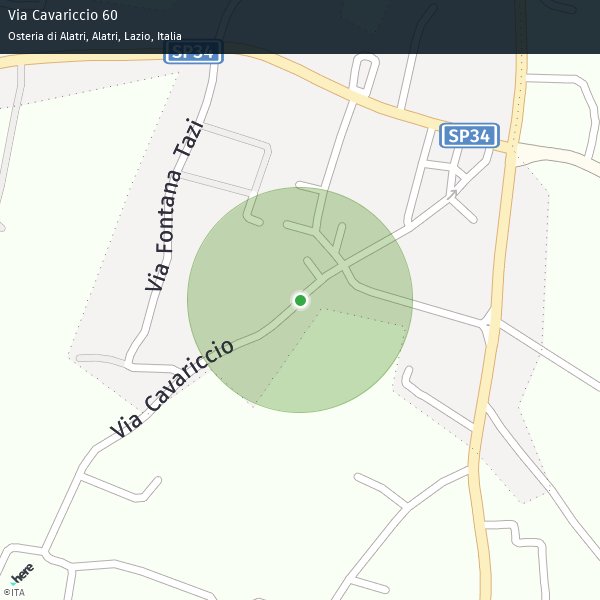 Via Cavariccio 60
Osteria di Alatri, Alatri, Lazio, Italia
SP34
SP34
Via Fontana Tazi
Via Cavariccio
here
©ITA